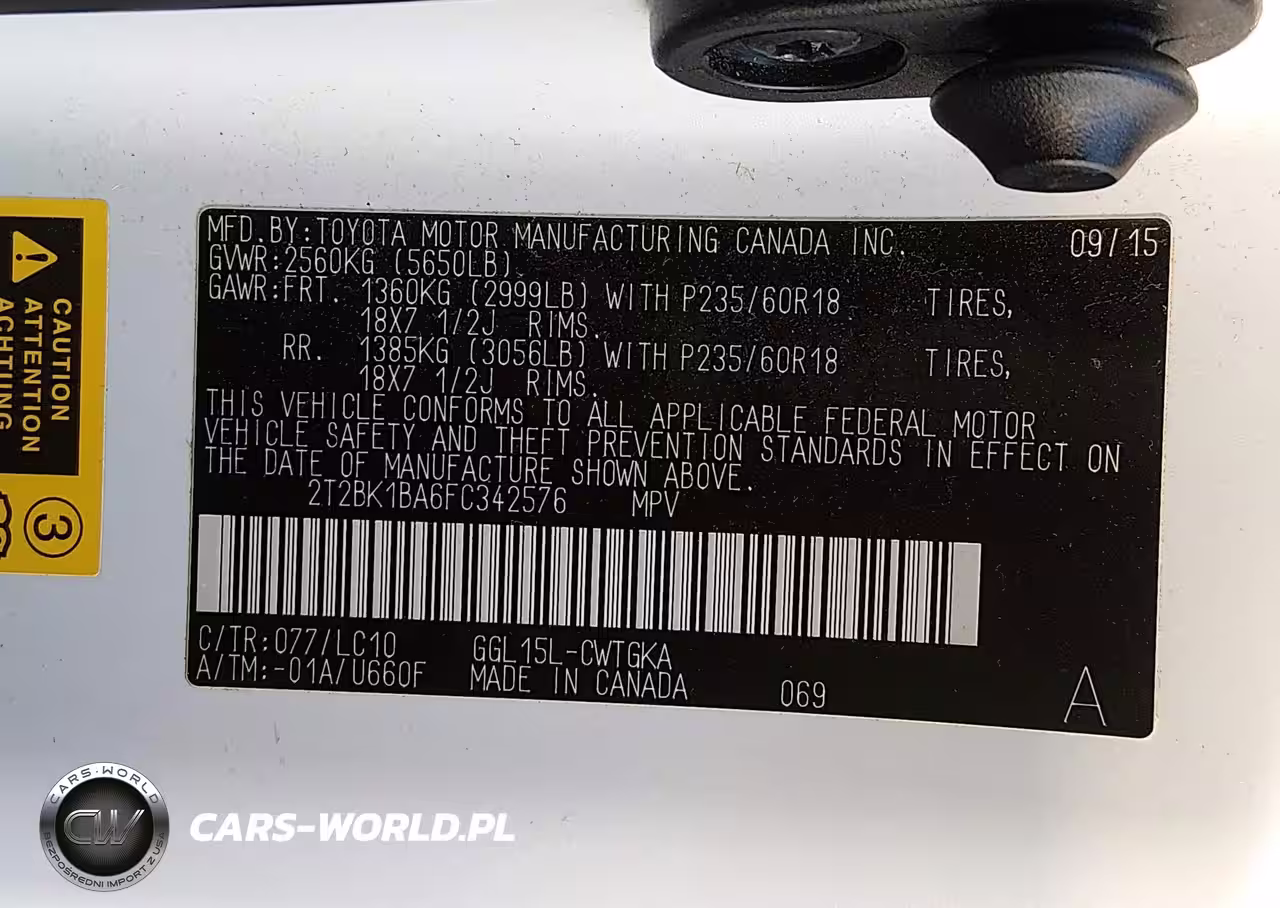 MFD.BY:TOYOTA MOTOR MANUFACTURING CANADA INC. 09/15
GVWR:2560KG (5650LB)
GAWR:FRT. 1360KG (2999LB) WITH P235/60R18 TIRES,
18X7 1/2J RIMS.
RR. 1385KG (3056LB) WITH P235/60R18 TIRES,
18X7 1/2J RIMS.
THIS VEHICLE CONFORMS TO ALL APPLICABLE FEDERAL MOTOR
VEHICLE SAFETY AND THEFT PREVENTION STANDARDS IN EFFECT ON
THE DATE OF MANUFACTURE SHOWN ABOVE.
2T2BK1BA6FC342576 MPV
C/TR:077/LC10 GGL15L-CWTGKA
A/TM:-01A/U660F MADE IN CANADA 069 A
CAUTION
ATTENTION
ACHTUNG
3
CARS-WORLD
CW
BEZPOŚREDNI IMPORT Z USA
CARS-WORLD.PL